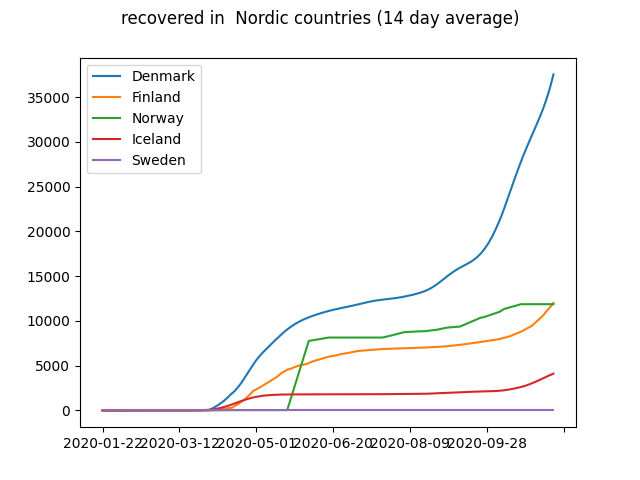 recovered in  Nordic countries (14 day average)
Denmark
Finland
Norway
Iceland
Sweden
35000
30000
25000
20000
15000
10000
5000
0
2020-01-22
2020-03-12
2020-05-01
2020-06-20
2020-08-09
2020-09-28